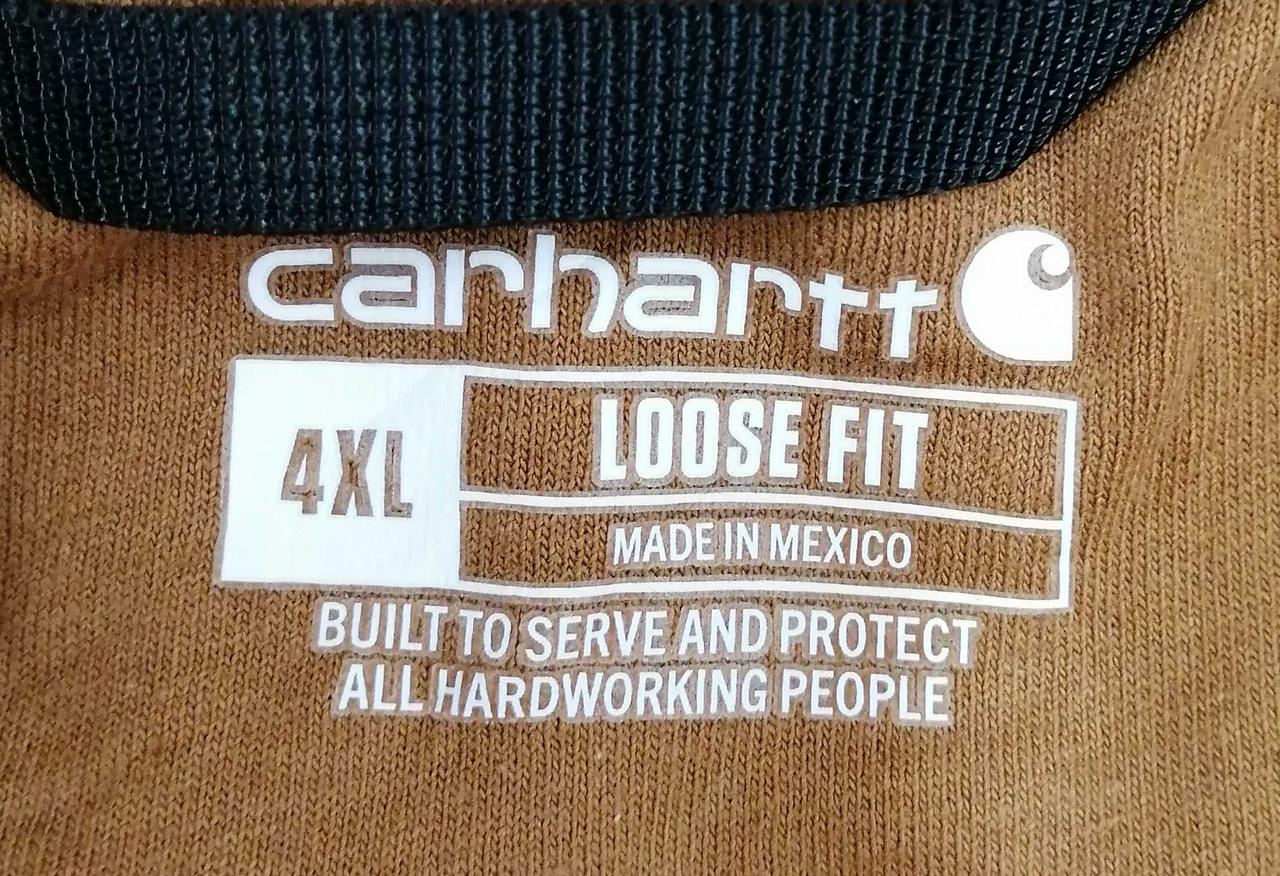 carhartt
4XL
LOOSE FIT
MADE IN MEXICO
BUILT TO SERVE AND PROTECT
ALL HARDWORKING PEOPLE